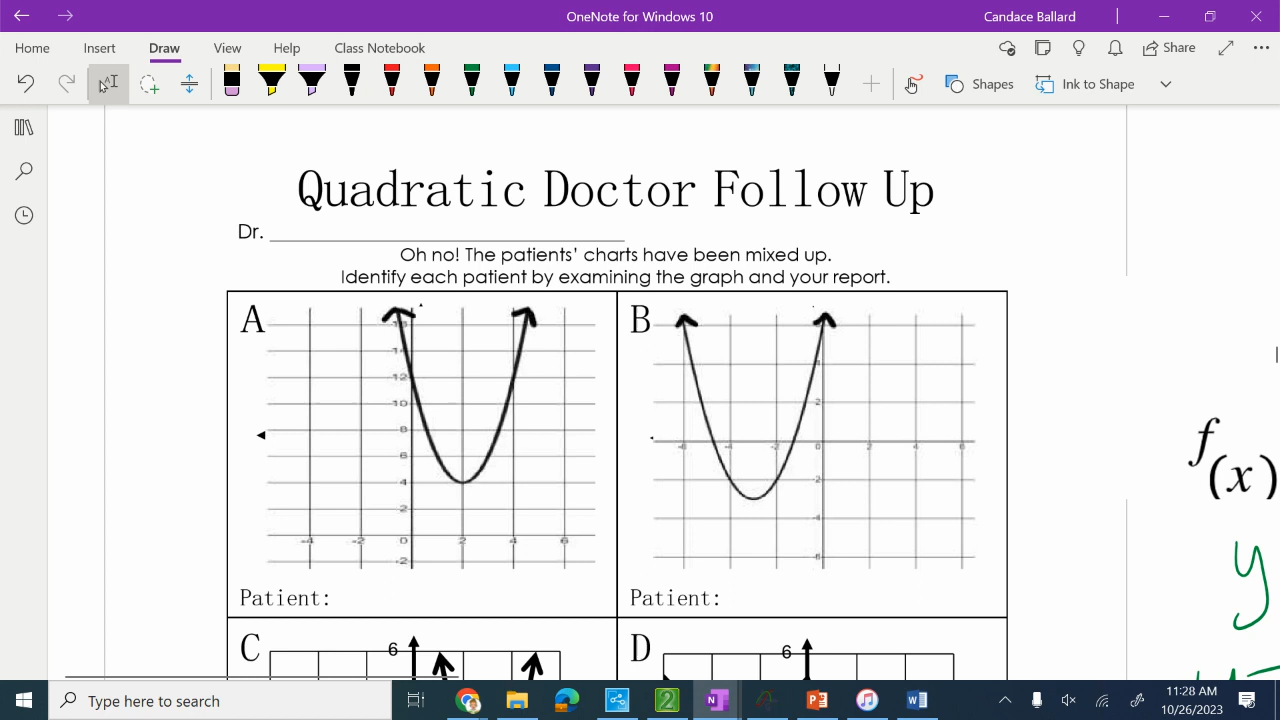 OneNote for Windows 10
Candace Ballard
Home Insert Draw View Help Class Notebook
Share
Shapes
Ink to Shape
Quadratic Doctor Follow Up
Dr.
Oh no! The patients’ charts have been mixed up.
Identify each patient by examining the graph and your report.
A
12
10
8
6
4
2
-4 -2 0 2 4 6
-2
Patient:
B
2
-6 -4 -2 0 2 4 6
-2
-4
-6
Patient:
f(x)
y
C
6
D
6
Type here to search
11:28 AM
10/26/2023